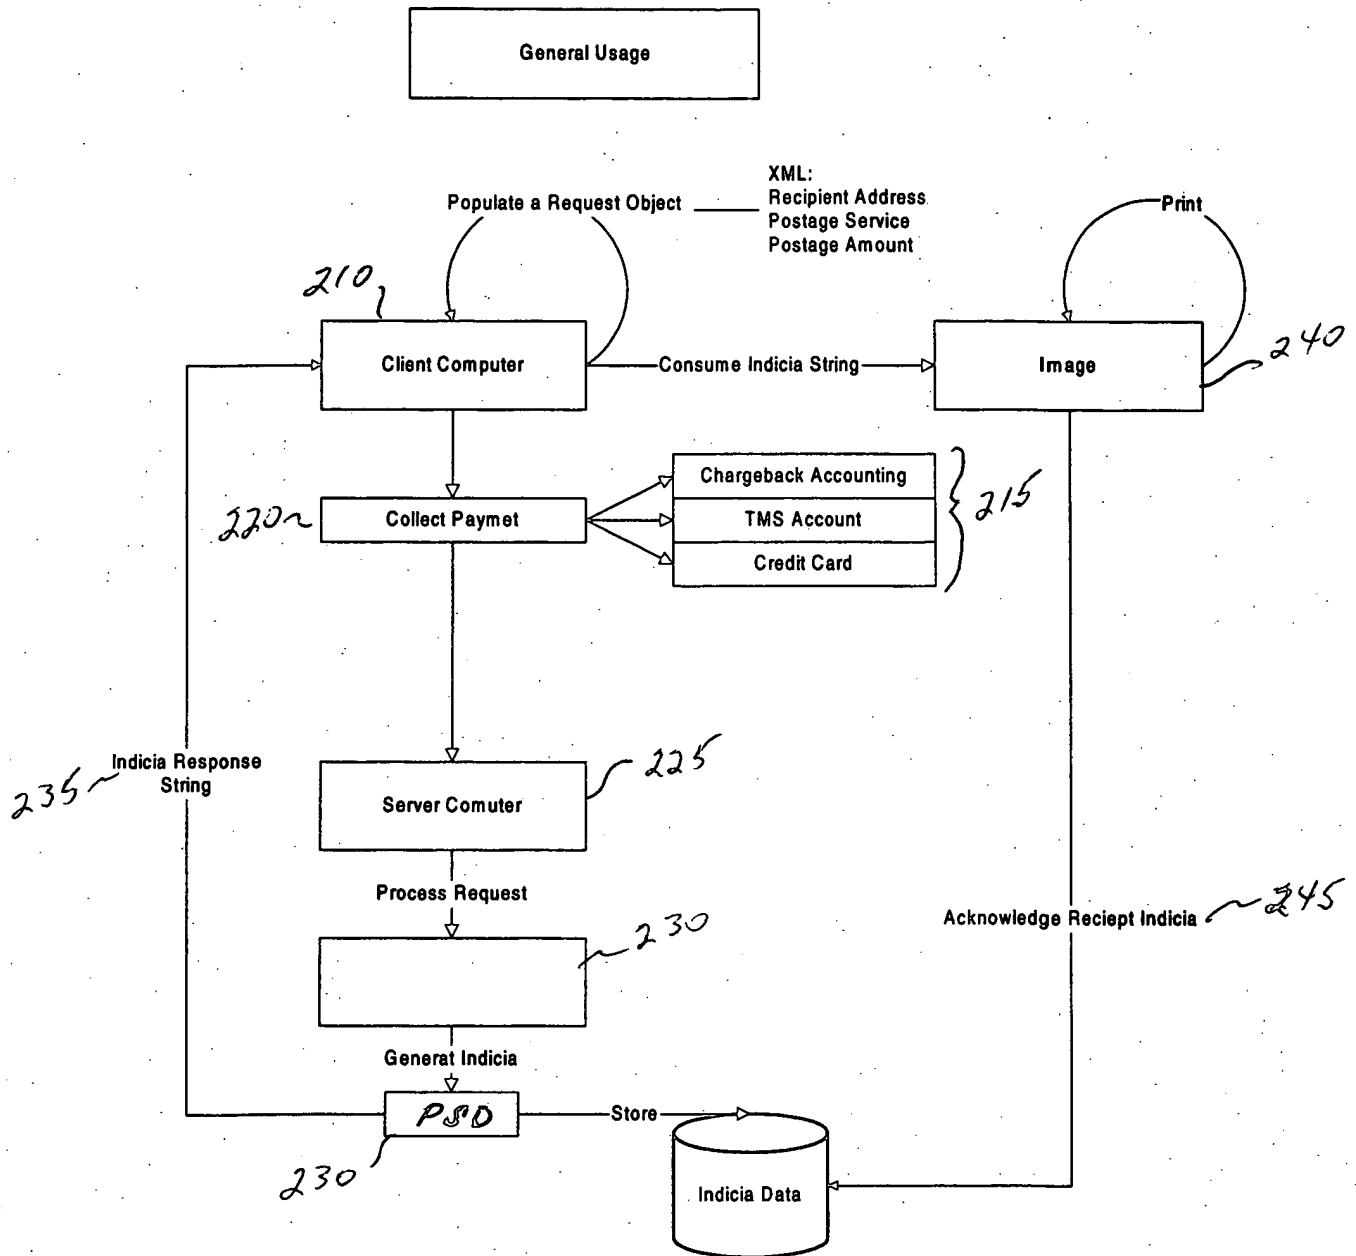 General Usage
XML:
Recipient Address
Postage Service
Postage Amount
Populate a Request Object
Print
210
Client Computer
Consume Indicia String
Image
240
Chargeback Accounting
TMS Account
Credit Card
215
220
Collect Paymet
Indicia Response
String
235
225
Server Comuter
Process Request
230
Acknowledge Reciept Indicia
245
Generat Indicia
PSD
Store
230
Indicia Data